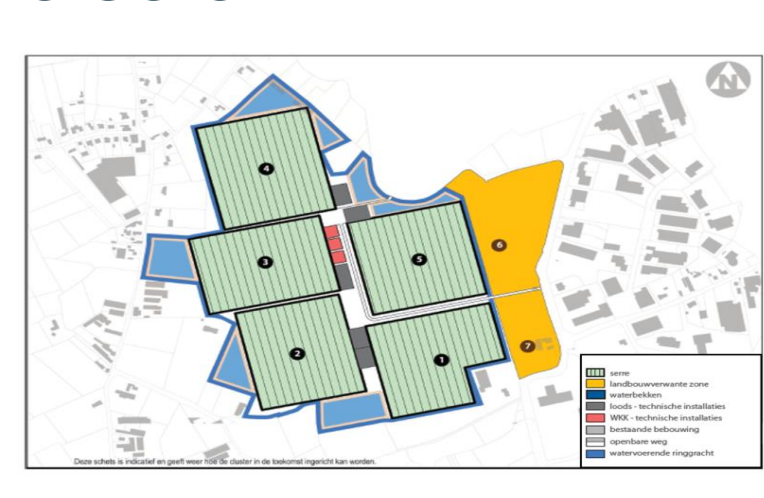 N
4
3
5
6
2
1
7
serre
landbouwverwante zone
waterbekken
loods - technische installaties
WKK - technische installaties
bestaande bebouwing
openbare weg
watervoerende ringgracht
Deze schets is indicatief en geeft weer hoe de cluster in de toekomst ingericht kan worden.